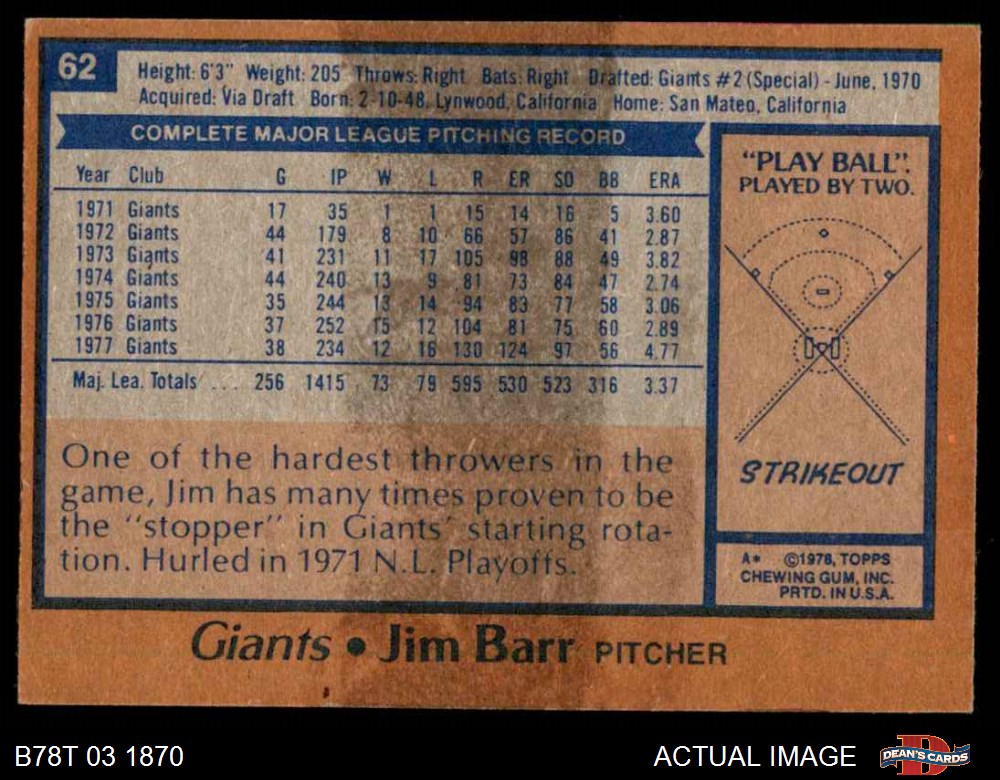 62
Height: 6'3" Weight: 205 Throws: Right Bats: Right Drafted: Giants #2 (Special) - June, 1970
Acquired: Via Draft Born: 2-10-48, Lynwood, California Home: San Mateo, California
COMPLETE MAJOR LEAGUE PITCHING RECORD
Year Club G IP W L R ER SO BB ERA
1971 Giants 17 35 1 1 15 14 16 5 3.60
1972 Giants 44 179 8 10 66 57 86 41 2.87
1973 Giants 41 231 11 17 105 98 88 49 3.82
1974 Giants 44 240 13 9 81 73 84 47 2.74
1975 Giants 35 244 13 14 94 83 77 58 3.06
1976 Giants 37 252 15 12 104 81 75 60 2.89
1977 Giants 38 234 12 16 130 124 97 56 4.77
Maj. Lea. Totals ... 256 1415 73 79 595 530 523 316 3.37
One of the hardest throwers in the
game, Jim has many times proven to be
the "stopper" in Giants' starting rota-
tion. Hurled in 1971 N.L. Playoffs.
"PLAY BALL".
PLAYED BY TWO.
STRIKEOUT
A* ©1978, TOPPS
CHEWING GUM, INC.
PRTD. IN U.S.A.
Giants • Jim Barr PITCHER
B78T 03 1870
ACTUAL IMAGE
D
DEAN'S CARDS